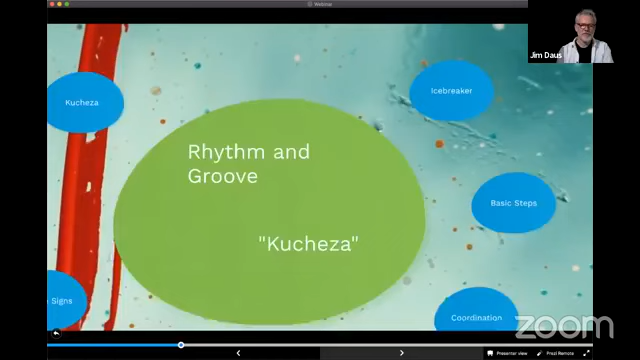 Webinar
Jim Daus
Kucheza
Icebreaker
Rhythm and
Groove
Basic Steps
"Kucheza"
Signs
Coordination
zoom
Presenter view
Prezi Remote